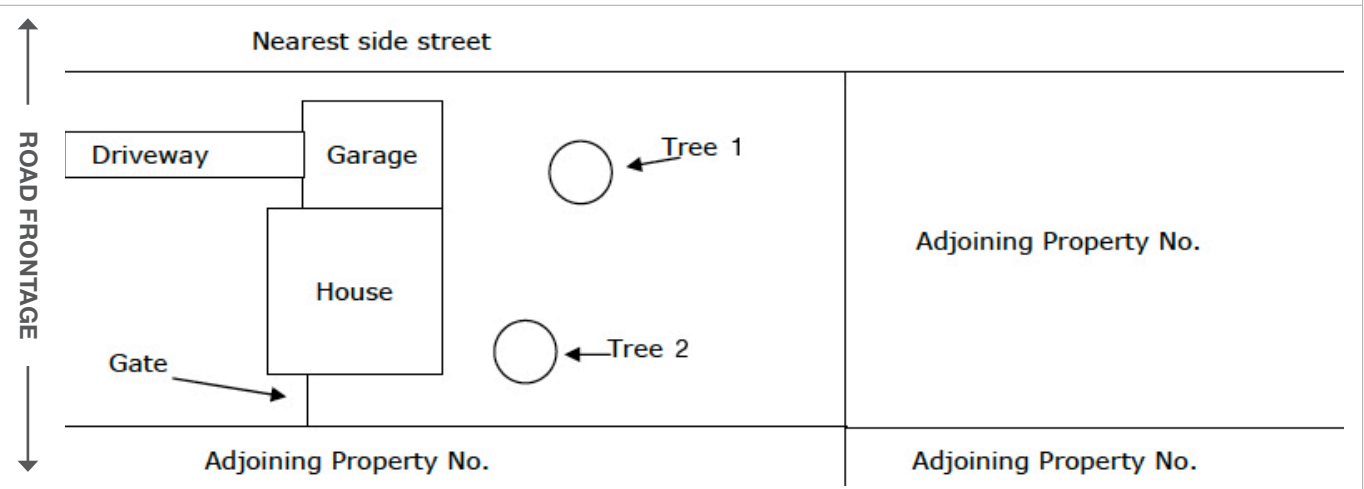 Nearest side street
ROAD FRONTAGE
Driveway
Garage
Tree 1
Adjoining Property No.
House
Tree 2
Gate
Adjoining Property No.
Adjoining Property No.